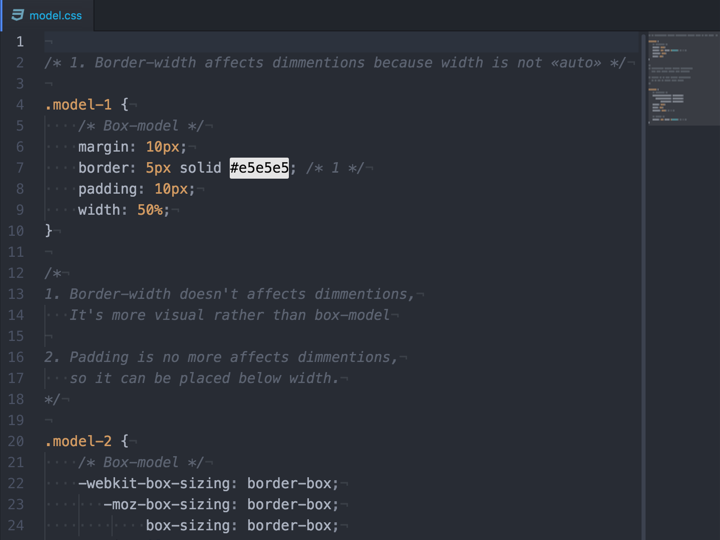 model.css
1
2 /* 1. Border-width affects dimmentions because width is not «auto» */
3
4 .model-1 {
5 /* Box-model */
6 margin: 10px;
7 border: 5px solid #e5e5e5; /* 1 */
8 padding: 10px;
9 width: 50%;
10 }
11
12 /*
13 1. Border-width doesn't affects dimmentions,
14 It's more visual rather than box-model
15
16 2. Padding is no more affects dimmentions,
17 so it can be placed below width.
18 */
19
20 .model-2 {
21 /* Box-model */
22 -webkit-box-sizing: border-box;
23 -moz-box-sizing: border-box;
24 box-sizing: border-box;